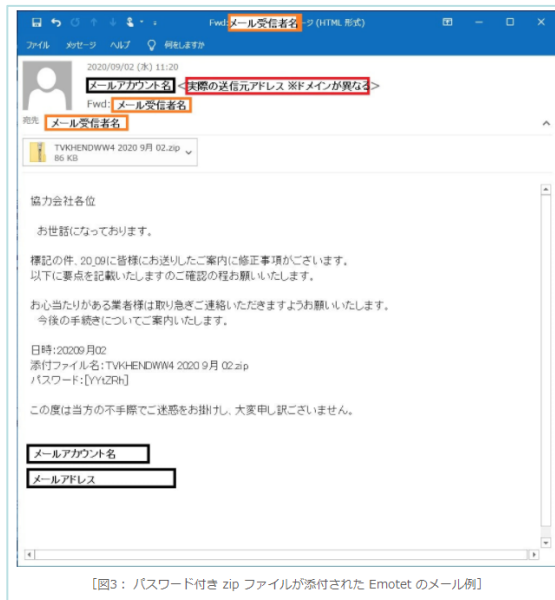 Fwd: メール受信者名 ージ (HTML 形式)
ファイル メッセージ ヘルプ 何をしますか
2020/09/02 (水) 11:20
メールアカウント名 <実際の送信元アドレス ※ドメインが異なる>
Fwd: メール受信者名
宛先 メール受信者名
TVKHENDWW4 2020 9月 02.zip
86 KB
協力会社各位
お世話になっております。
標記の件、20_09に皆様にお送りしたご案内に修正事項がございます。
以下に要点を記載いたしますのご確認の程お願いいたします。
お心当たりがある業者様は取り急ぎご連絡いただきますようお願いいたします。
今後の手続きについてご案内いたします。
日時:20209月02
添付ファイル名:TVKHENDWW4 2020 9月 02.zip
パスワード:[YYtZRh]
この度は当方の不手際でご迷惑をお掛けし、大変申し訳ございません。
メールアカウント名
メールアドレス
[図3： パスワード付き zip ファイルが添付された Emotet のメール例]